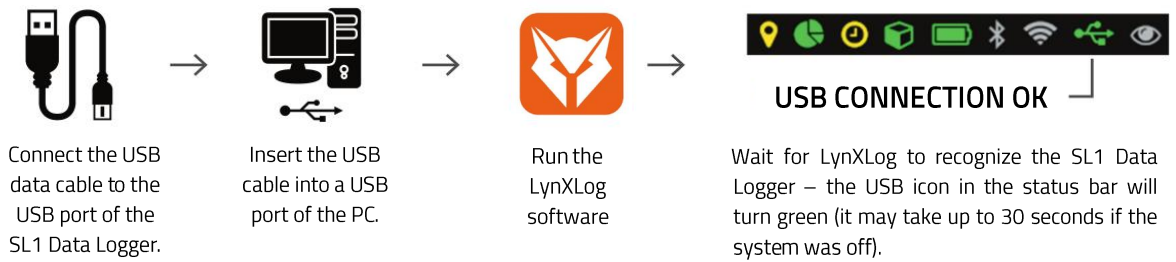 USB CONNECTION OK
Connect the USB
data cable to the
USB port of the
SL1 Data Logger.
Insert the USB
cable into a USB
port of the PC.
Run the
LynXLog
software
Wait for LynXLog to recognize the SL1 Data
Logger – the USB icon in the status bar will
turn green (it may take up to 30 seconds if the
system was off).